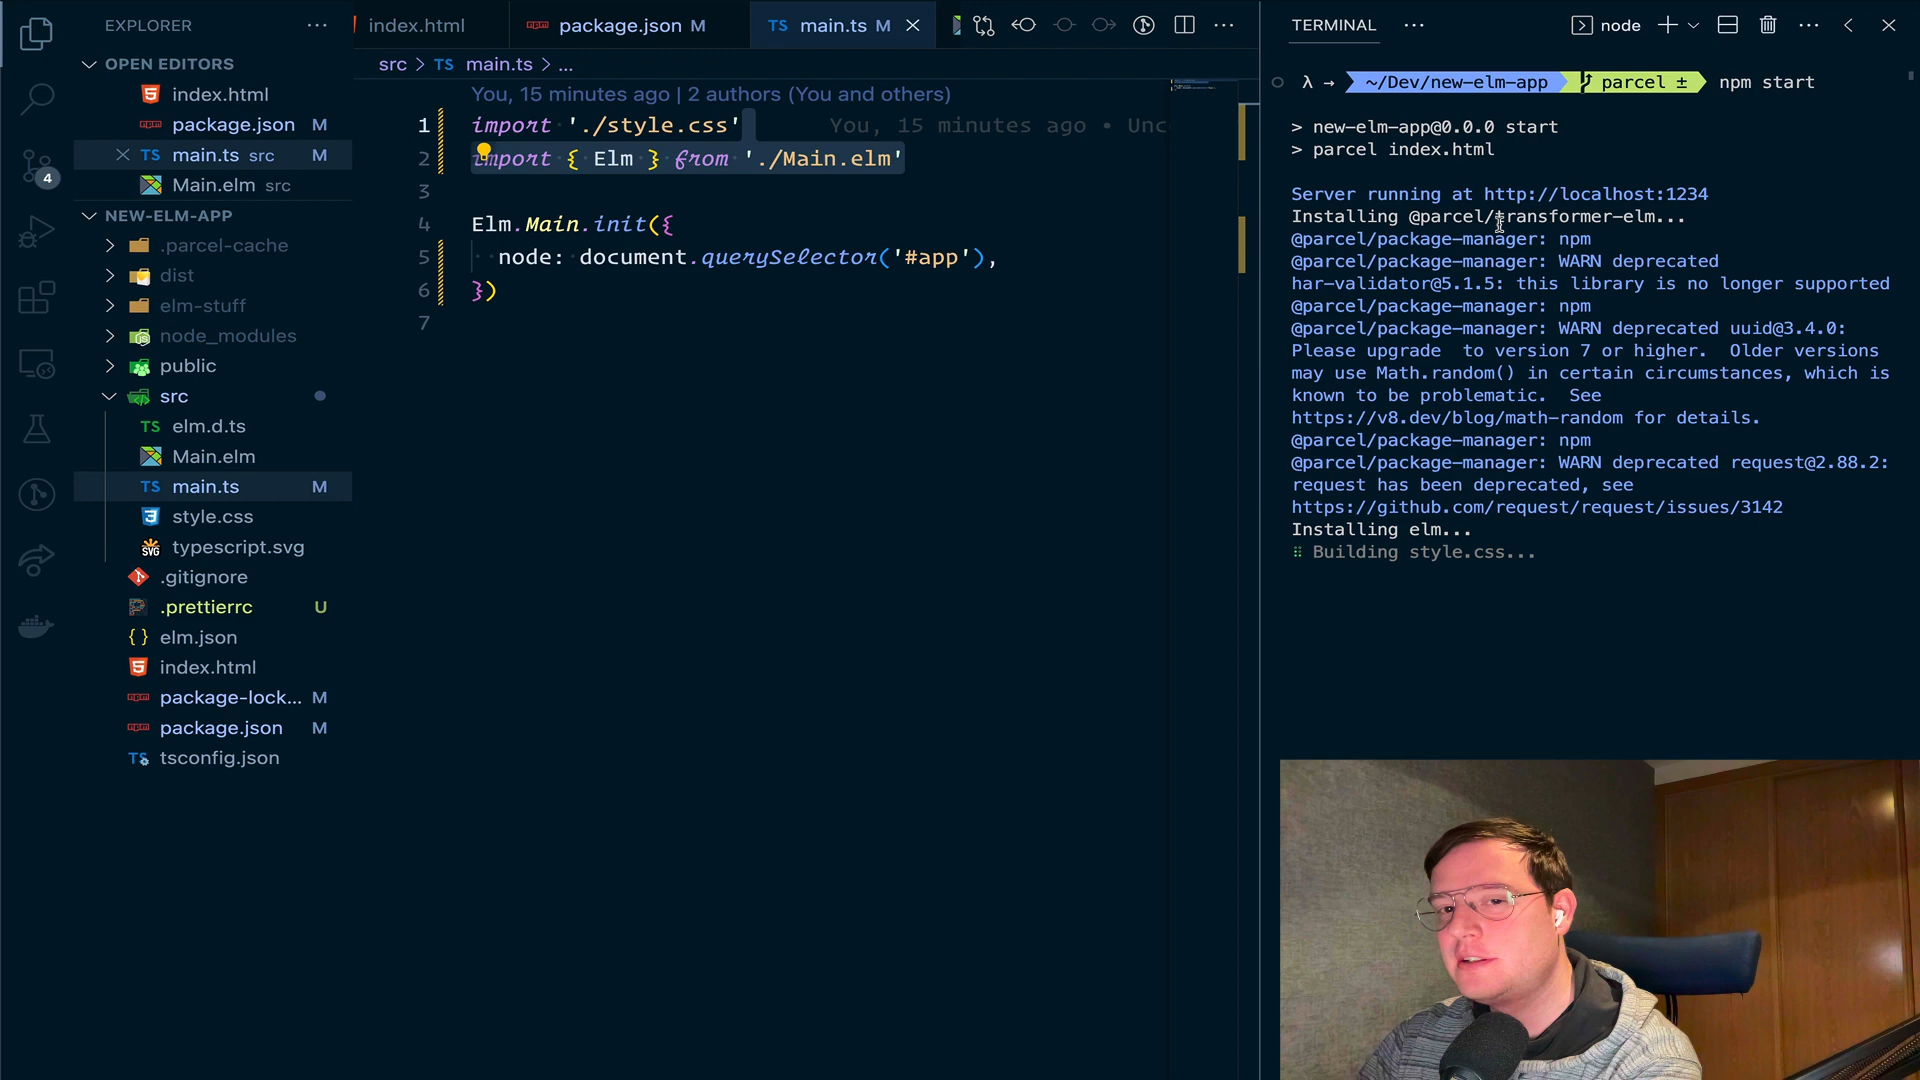 EXPLORER
OPEN EDITORS
index.html
package.json M
main.ts src M
Main.elm src
NEW-ELM-APP
.parcel-cache
dist
elm-stuff
node_modules
public
src
elm.d.ts
Main.elm
main.ts M
style.css
typescript.svg
.gitignore
.prettierrc U
elm.json
index.html
package-lock... M
package.json M
tsconfig.json
4
index.html
package.json M
TS main.ts M
src > TS main.ts > ...
You, 15 minutes ago | 2 authors (You and others)
1 import './style.css' You, 15 minutes ago • Unc
2 import { Elm } from './Main.elm'
3
4 Elm.Main.init({
5 node: document.querySelector('#app'),
6 })
7
TERMINAL
node
λ → ~/Dev/new-elm-app parcel ± npm start
> new-elm-app@0.0.0 start
> parcel index.html
Server running at http://localhost:1234
Installing @parcel/transformer-elm...
@parcel/package-manager: npm
@parcel/package-manager: WARN deprecated
har-validator@5.1.5: this library is no longer supported
@parcel/package-manager: npm
@parcel/package-manager: WARN deprecated uuid@3.4.0:
Please upgrade  to version 7 or higher.  Older versions
may use Math.random() in certain circumstances, which is
known to be problematic.  See
https://v8.dev/blog/math-random for details.
@parcel/package-manager: npm
@parcel/package-manager: WARN deprecated request@2.88.2:
request has been deprecated, see
https://github.com/request/request/issues/3142
Installing elm...
Building style.css...